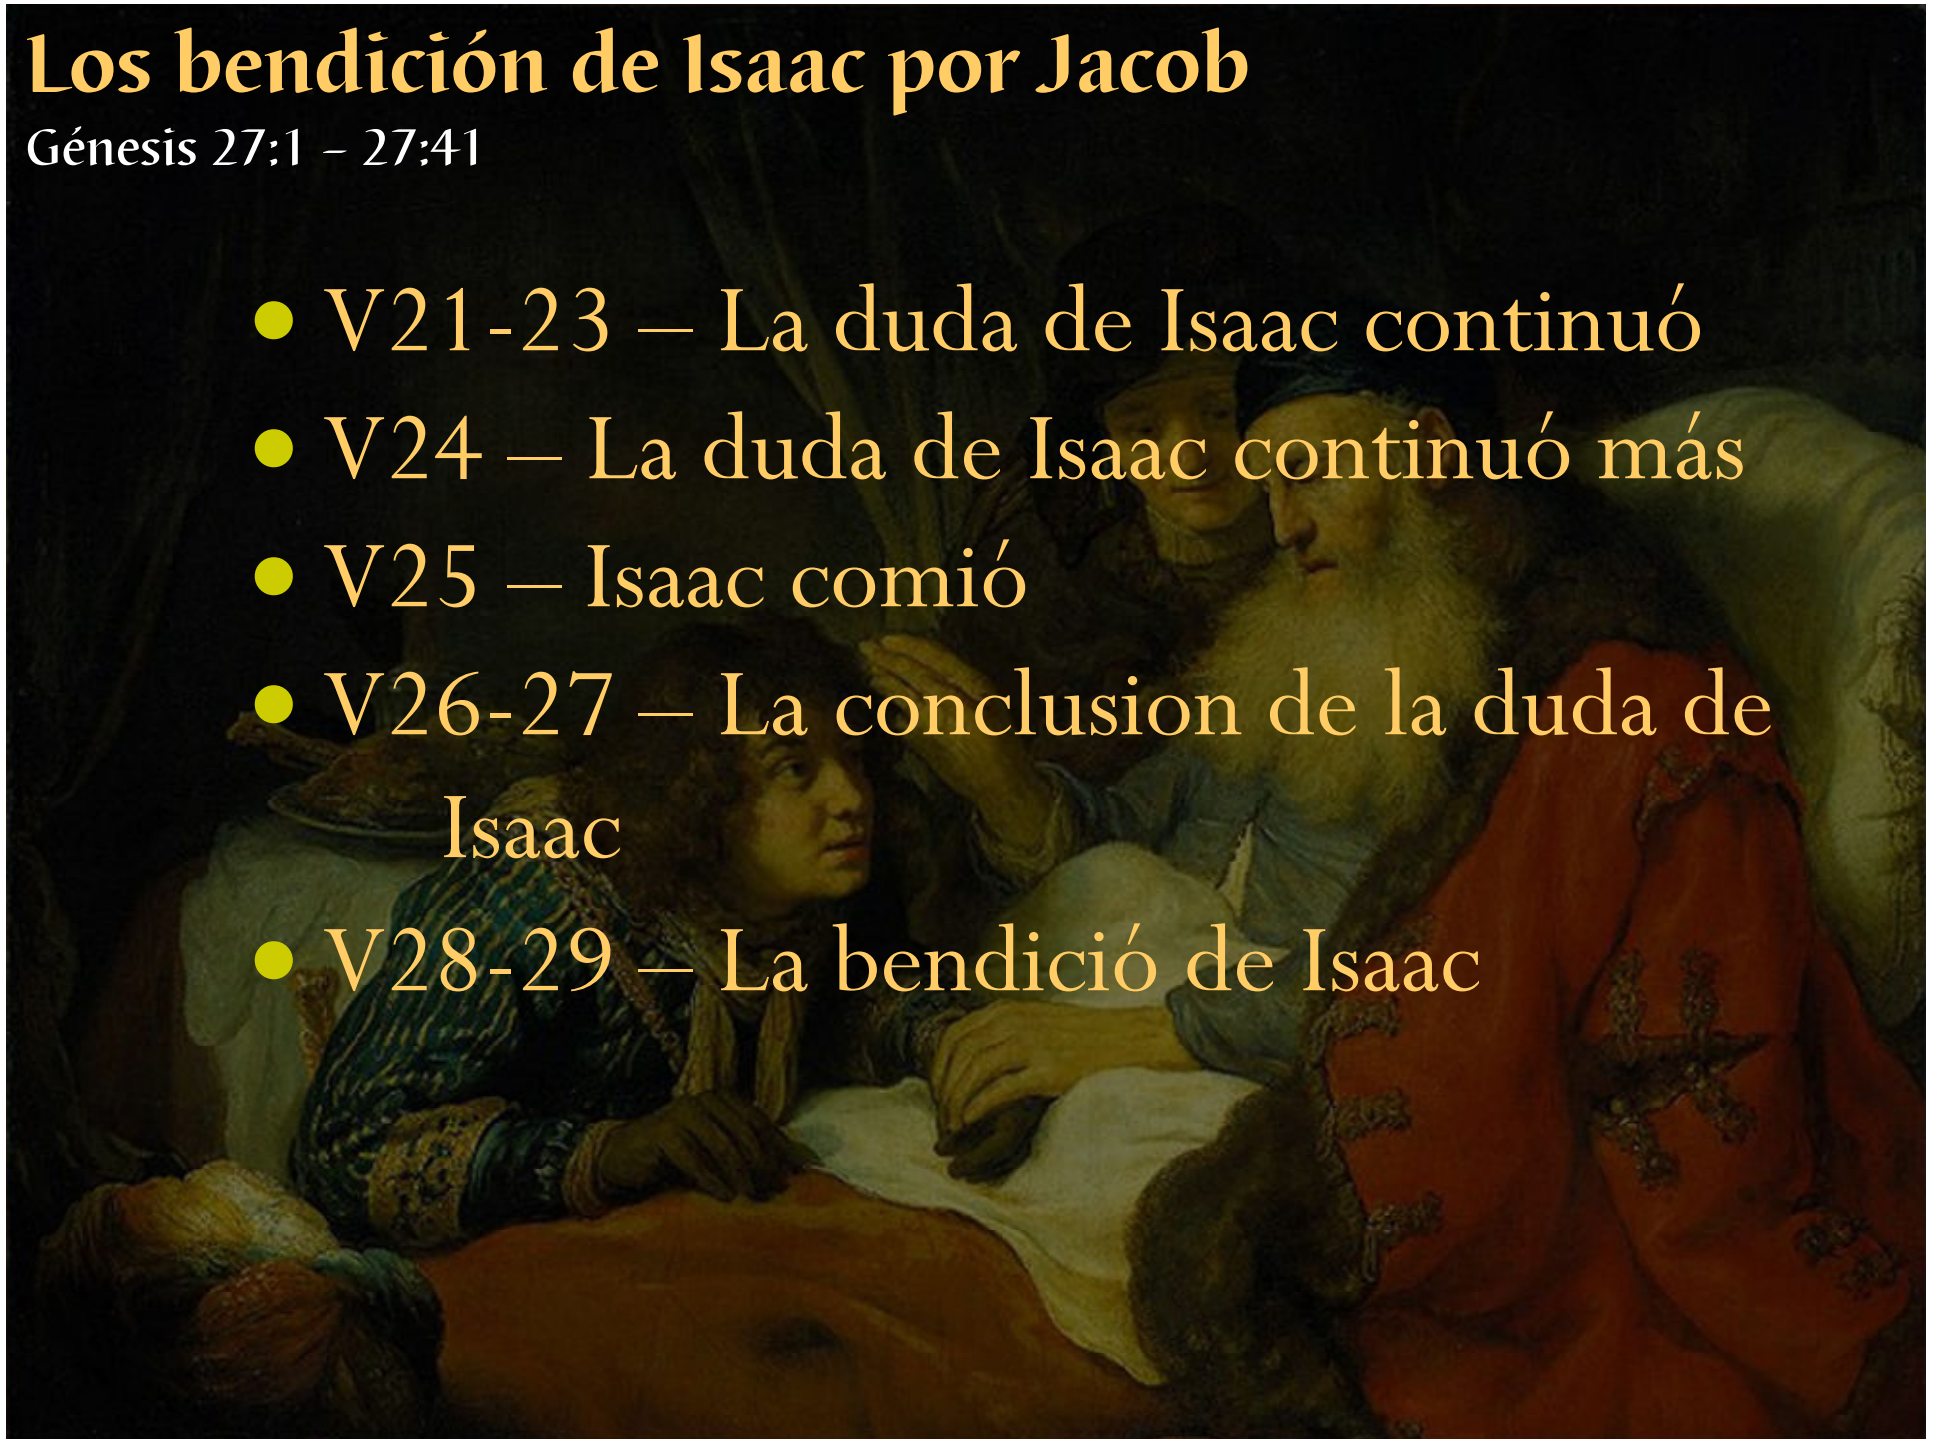 Los bendición de Isaac por Jacob
Génesis 27:1 – 27:41
● V21-23 – La duda de Isaac continuó
● V24 – La duda de Isaac continuó más
● V25 – Isaac comió
● V26-27 – La conclusion de la duda de
Isaac
● V28-29 – La bendició de Isaac